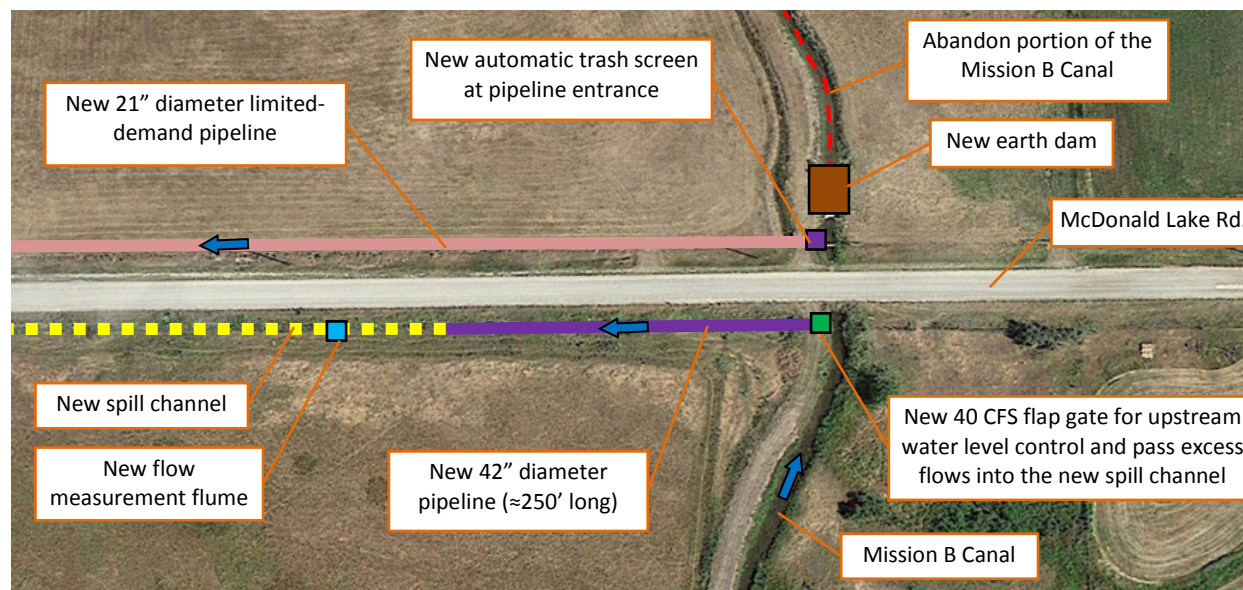 New automatic trash screen
at pipeline entrance
Abandon portion of the
Mission B Canal
New 21” diameter limited-
demand pipeline
New earth dam
McDonald Lake Rd.
New spill channel
New flow
measurement flume
New 42” diameter
pipeline (≈250’ long)
New 40 CFS flap gate for upstream
water level control and pass excess
flows into the new spill channel
Mission B Canal